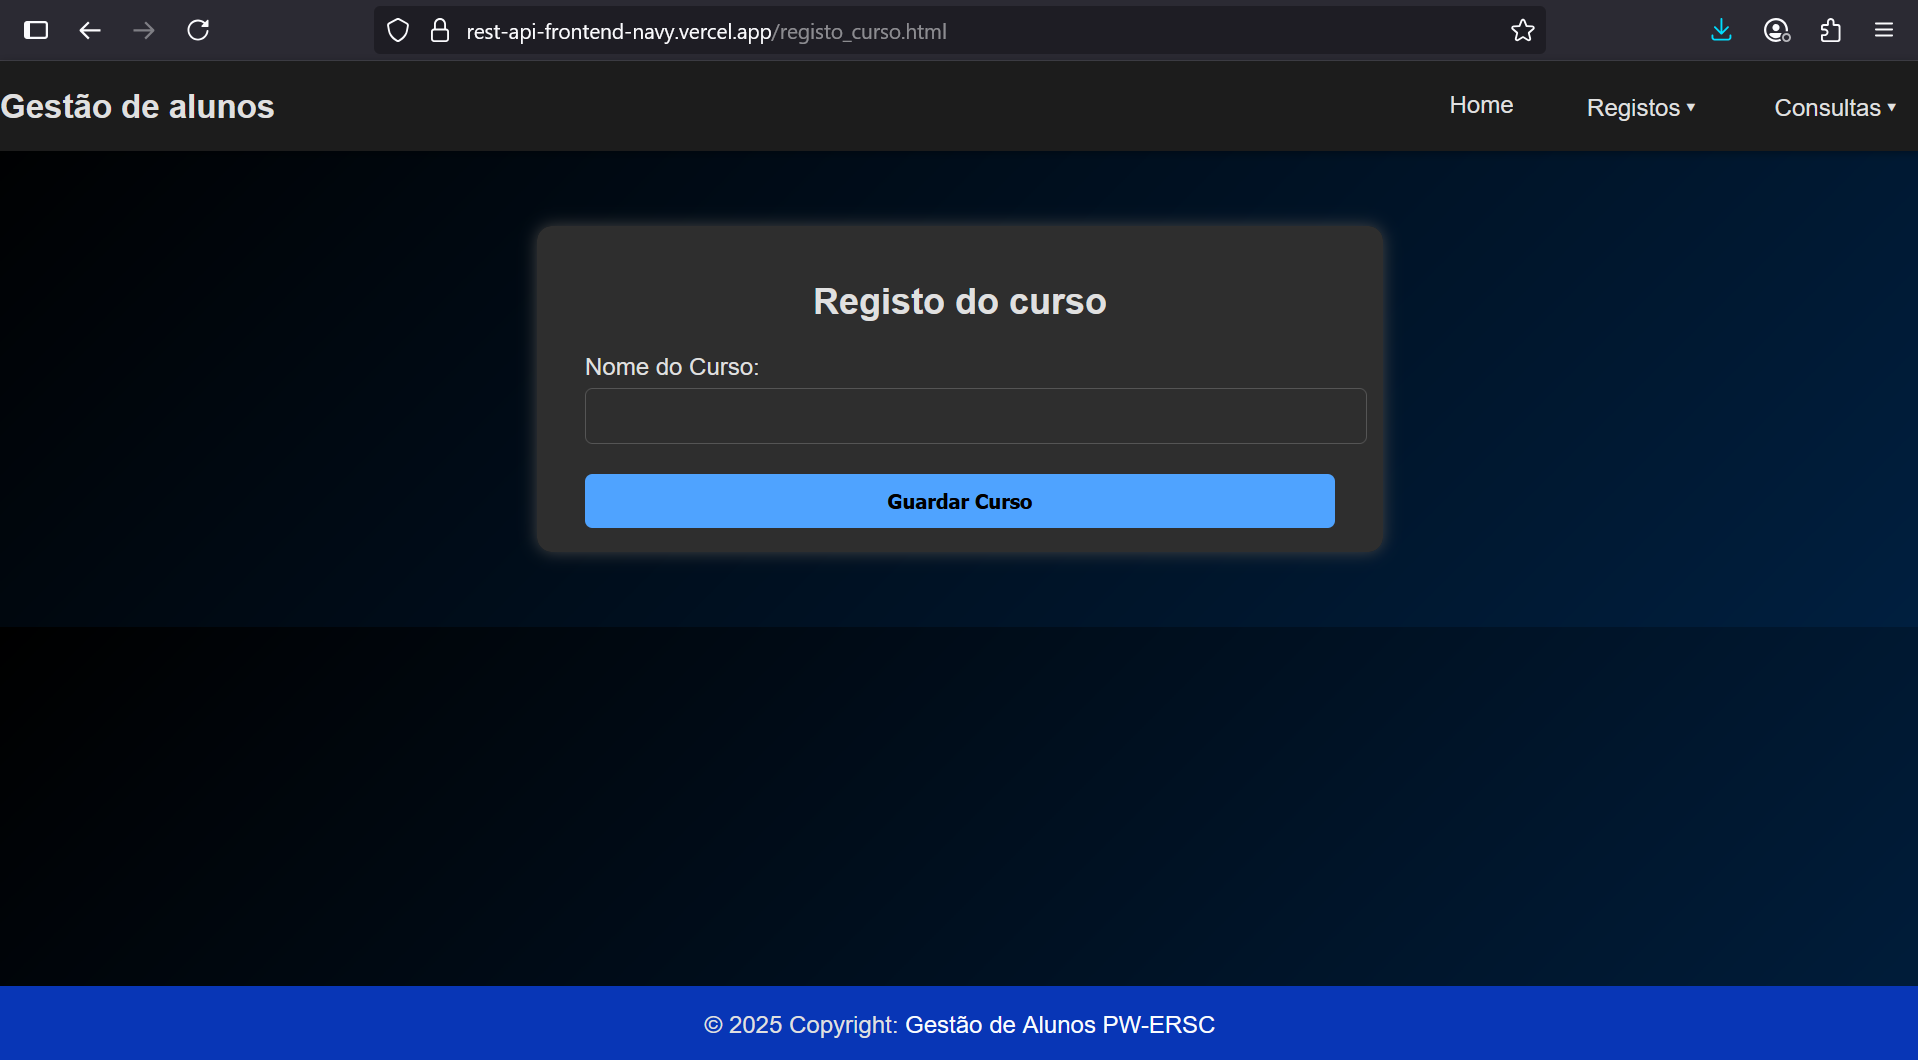 rest-api-frontend-navy.vercel.app/registo_curso.html
Gestão de alunos
Home
Registos ▾
Consultas ▾
Registo do curso
Nome do Curso:
Guardar Curso
© 2025 Copyright: Gestão de Alunos PW-ERSC